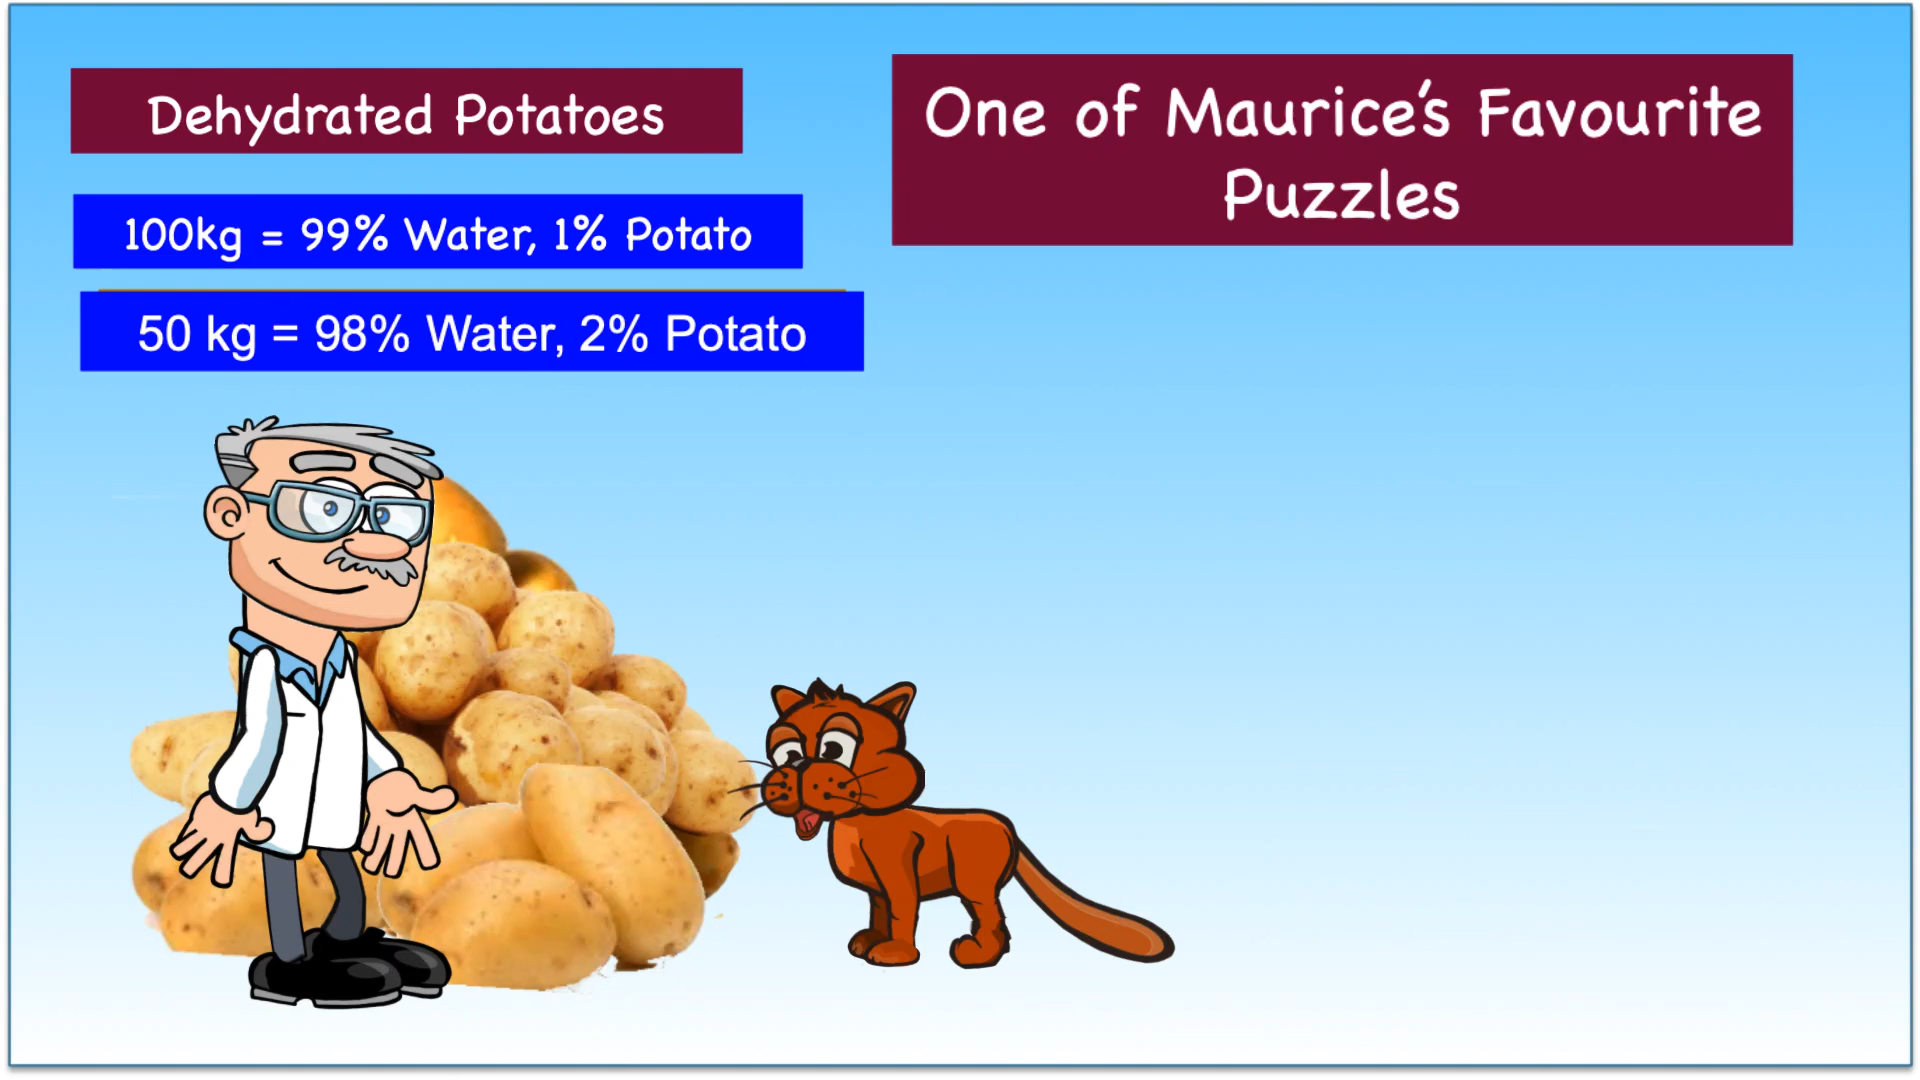 Dehydrated Potatoes
One of Maurice's Favourite
Puzzles
100kg = 99% Water, 1% Potato
50 kg = 98% Water, 2% Potato